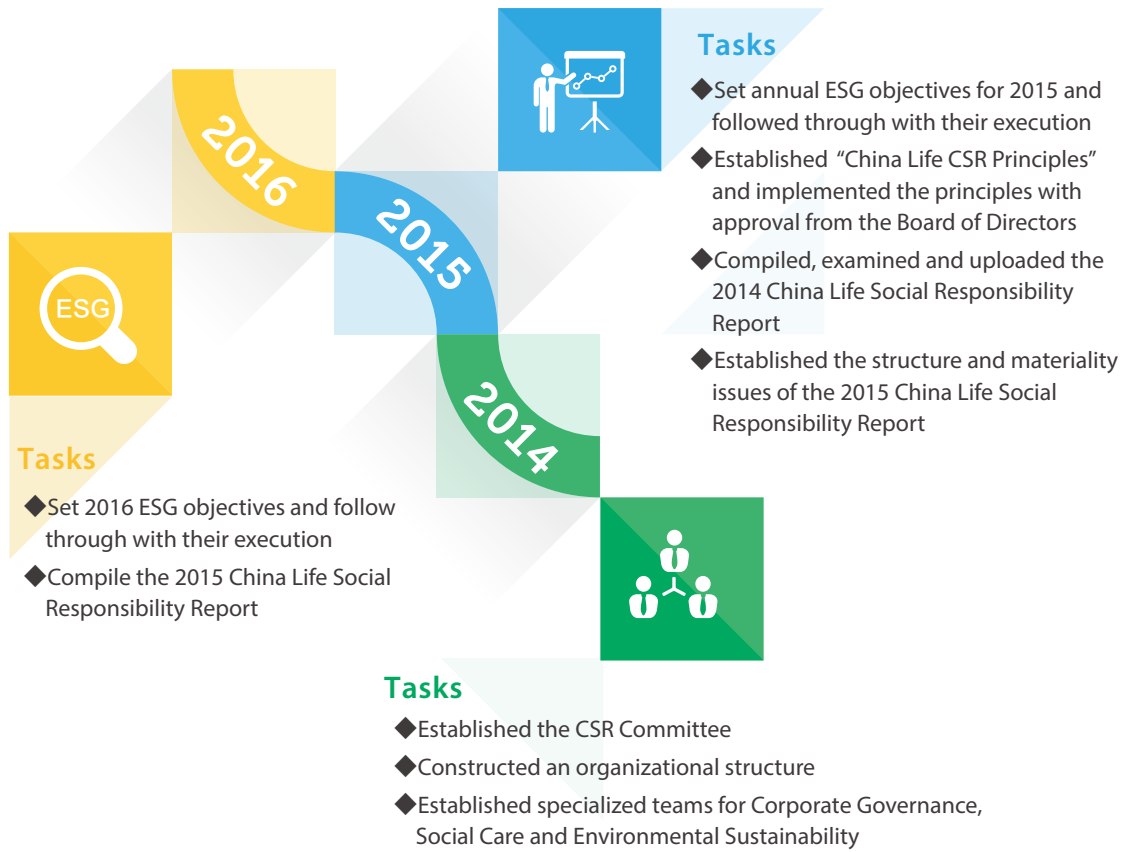 2016
ESG
Tasks
◆Set 2016 ESG objectives and follow
through with their execution
◆Compile the 2015 China Life Social
Responsibility Report
2015
Tasks
◆Set annual ESG objectives for 2015 and
followed through with their execution
◆Established “China Life CSR Principles”
and implemented the principles with
approval from the Board of Directors
◆Compiled, examined and uploaded the
2014 China Life Social Responsibility
Report
◆Established the structure and materiality
issues of the 2015 China Life Social
Responsibility Report
2014
Tasks
◆Established the CSR Committee
◆Constructed an organizational structure
◆Established specialized teams for Corporate Governance,
Social Care and Environmental Sustainability